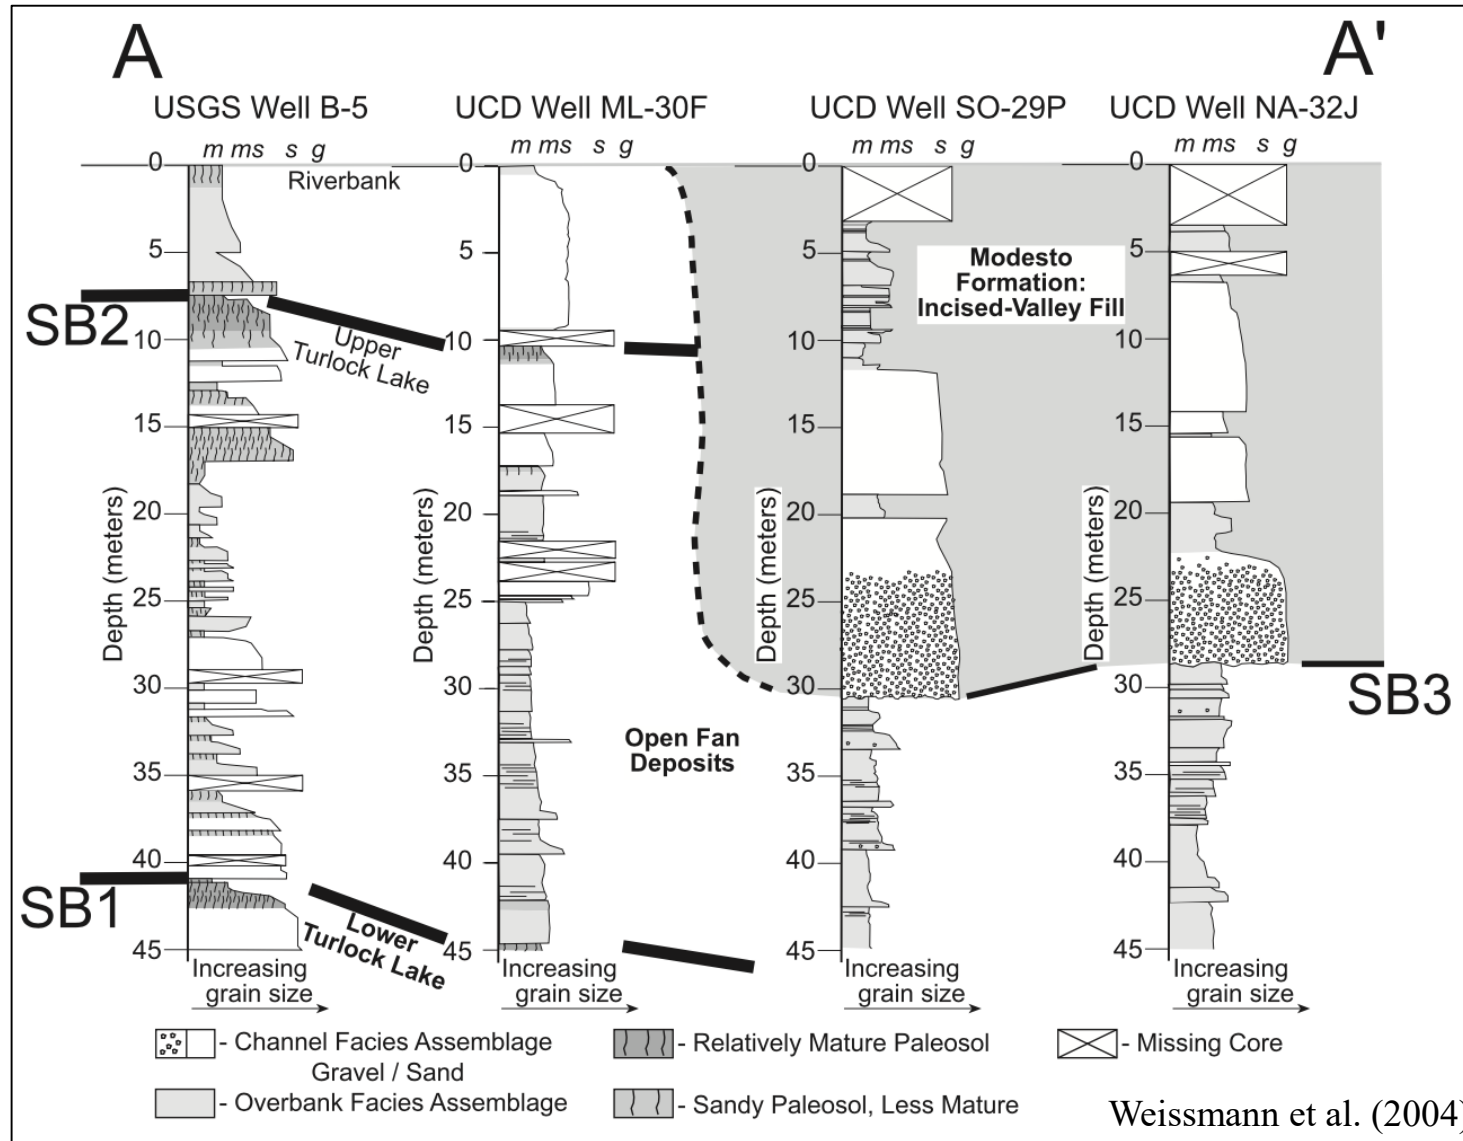 A
A'
USGS Well B-5
UCD Well ML-30F
UCD Well SO-29P
UCD Well NA-32J
m ms s g
m ms s g
m ms s g
m ms s g
0
5
10
15
20
25
30
35
40
45
Depth (meters)
Riverbank
SB2
Upper
Turlock Lake
SB1
Lower
Turlock Lake
Increasing
grain size
0
5
10
15
20
25
30
35
40
45
Depth (meters)
Open Fan
Deposits
Increasing
grain size
0
5
10
15
20
25
30
35
40
45
Depth (meters)
Modesto
Formation:
Incised-Valley Fill
Increasing
grain size
0
5
10
15
20
25
30
35
40
45
Depth (meters)
SB3
Increasing
grain size
- Channel Facies Assemblage
Gravel / Sand
- Overbank Facies Assemblage
- Relatively Mature Paleosol
- Sandy Paleosol, Less Mature
- Missing Core
Weissmann et al. (2004)